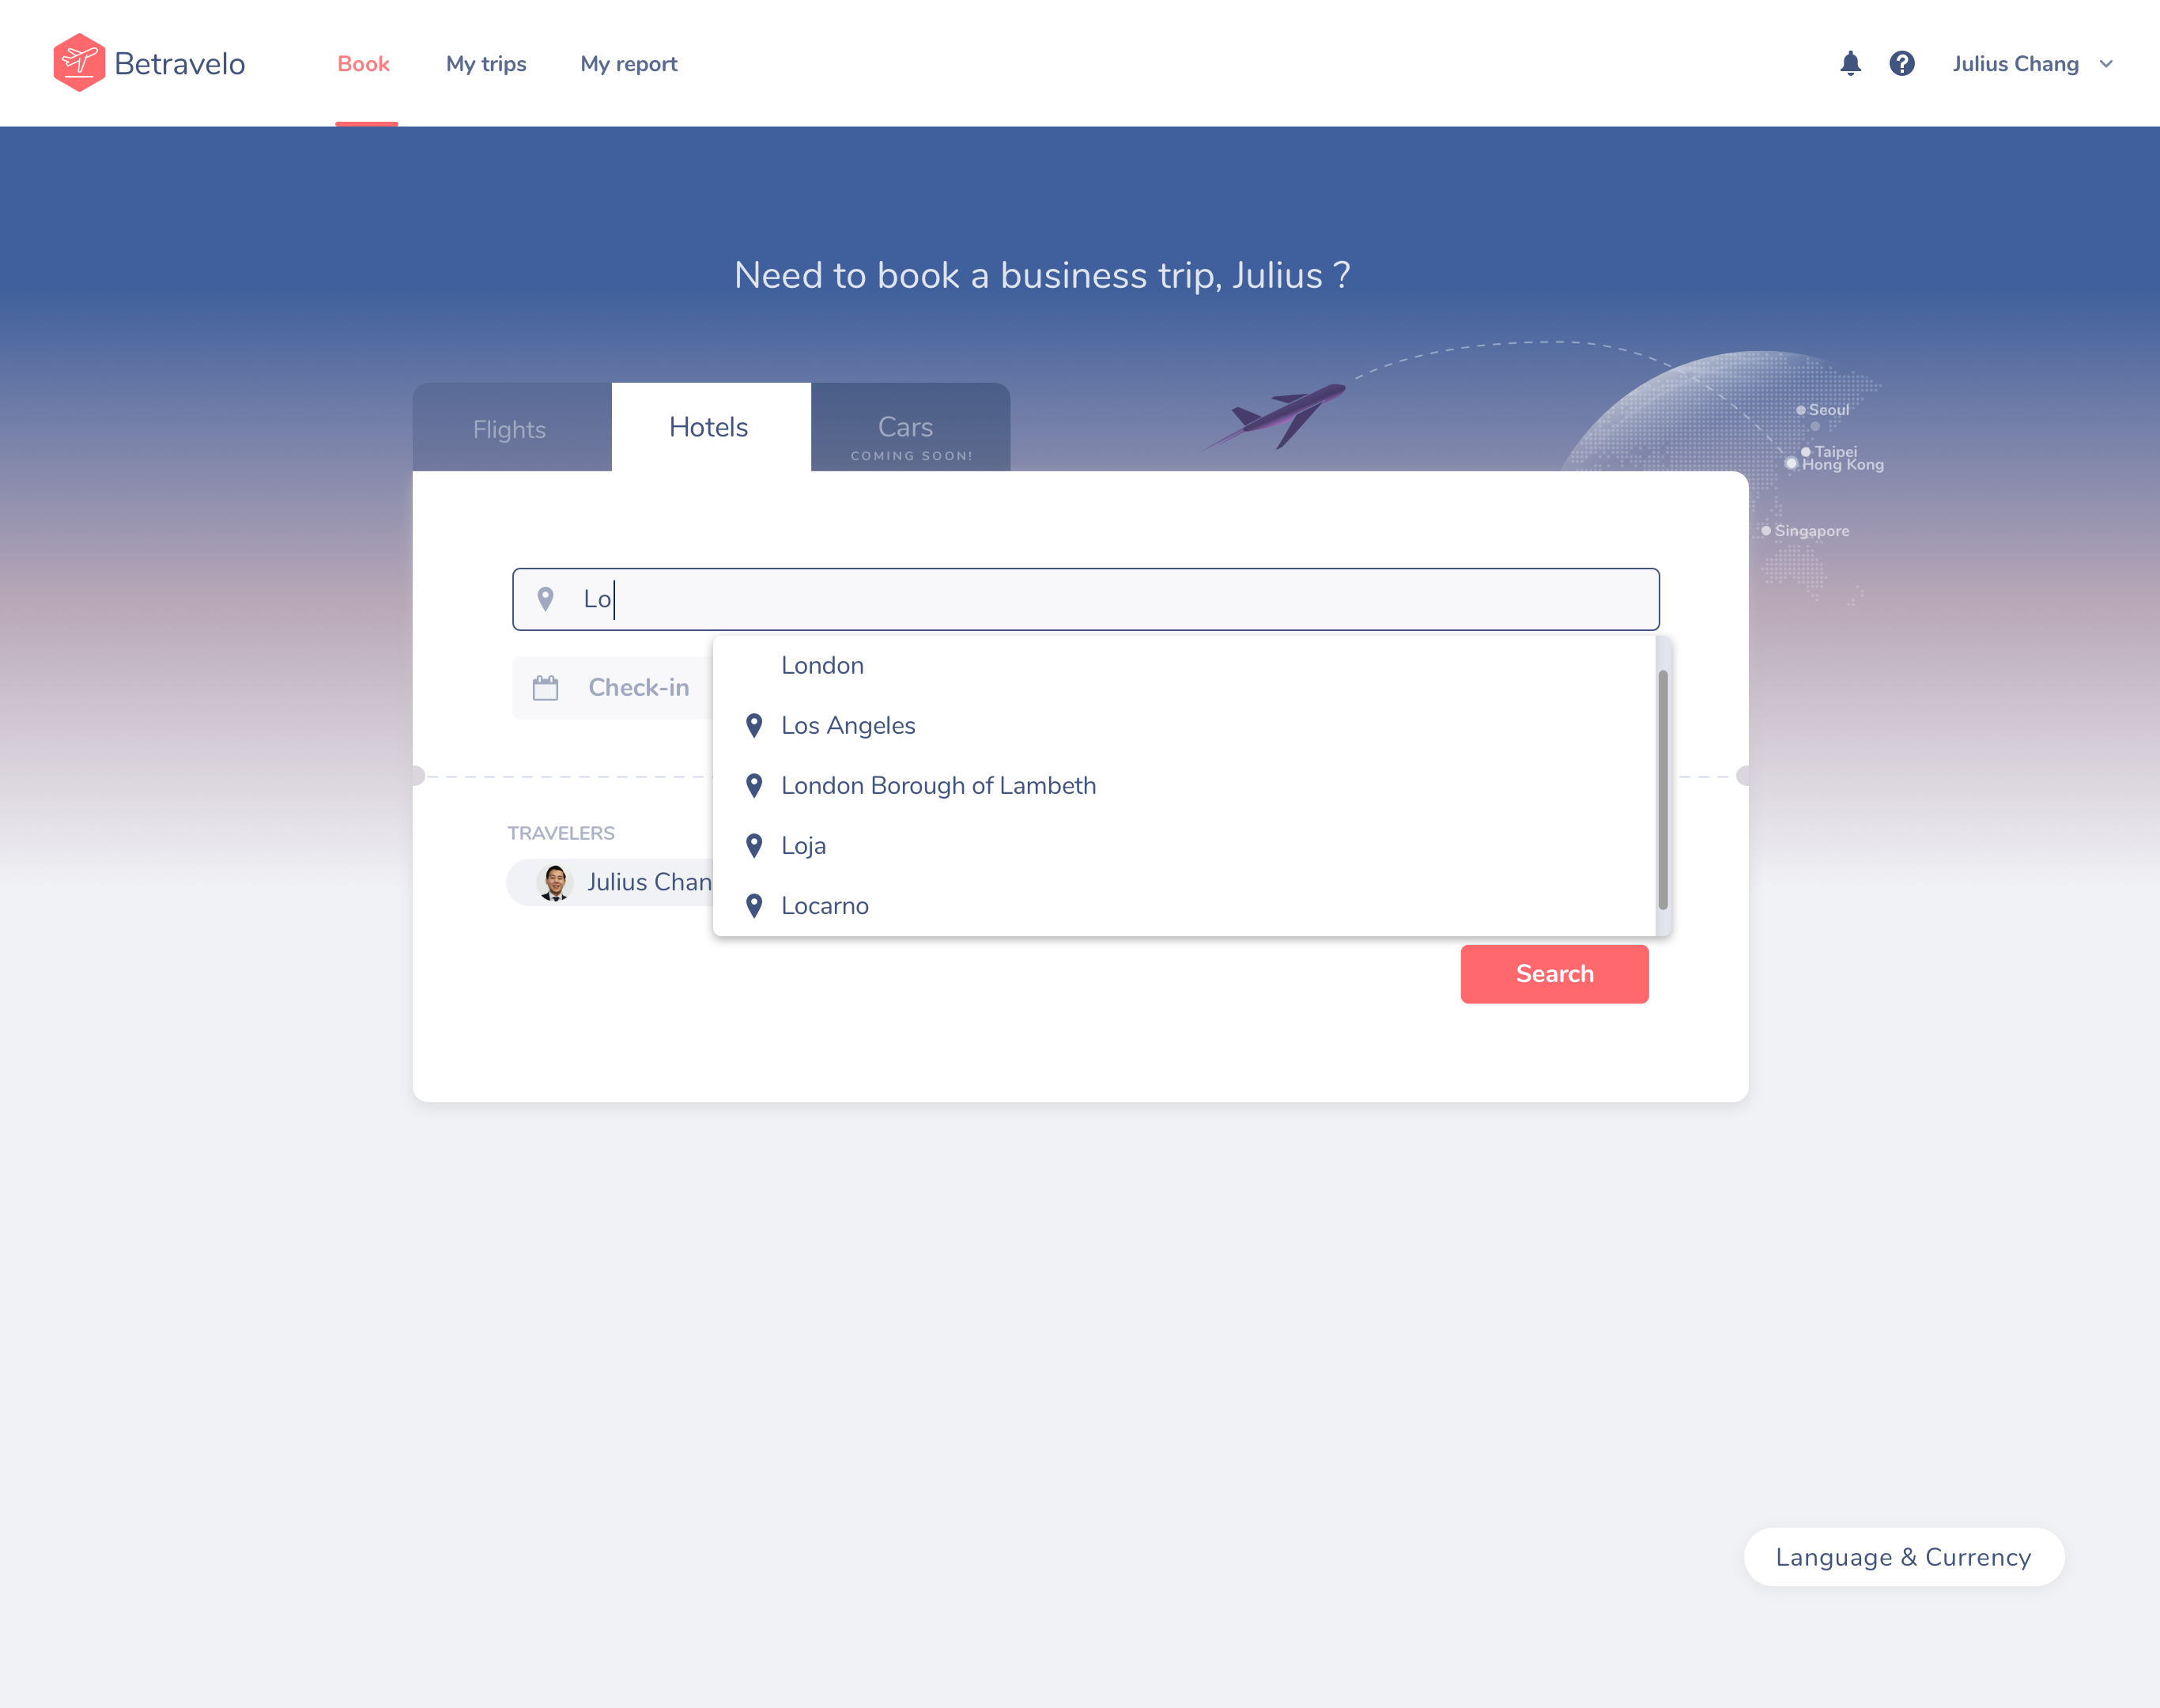 Betravelo
Book
My trips
My report
Julius Chang
Need to book a business trip, Julius ?
Flights
Hotels
Cars
COMING SOON!
Seoul
Taipei
Hong Kong
Singapore
Lo
London
Check-in
Los Angeles
London Borough of Lambeth
TRAVELERS
Loja
Julius Chan
Locarno
Search
Language & Currency